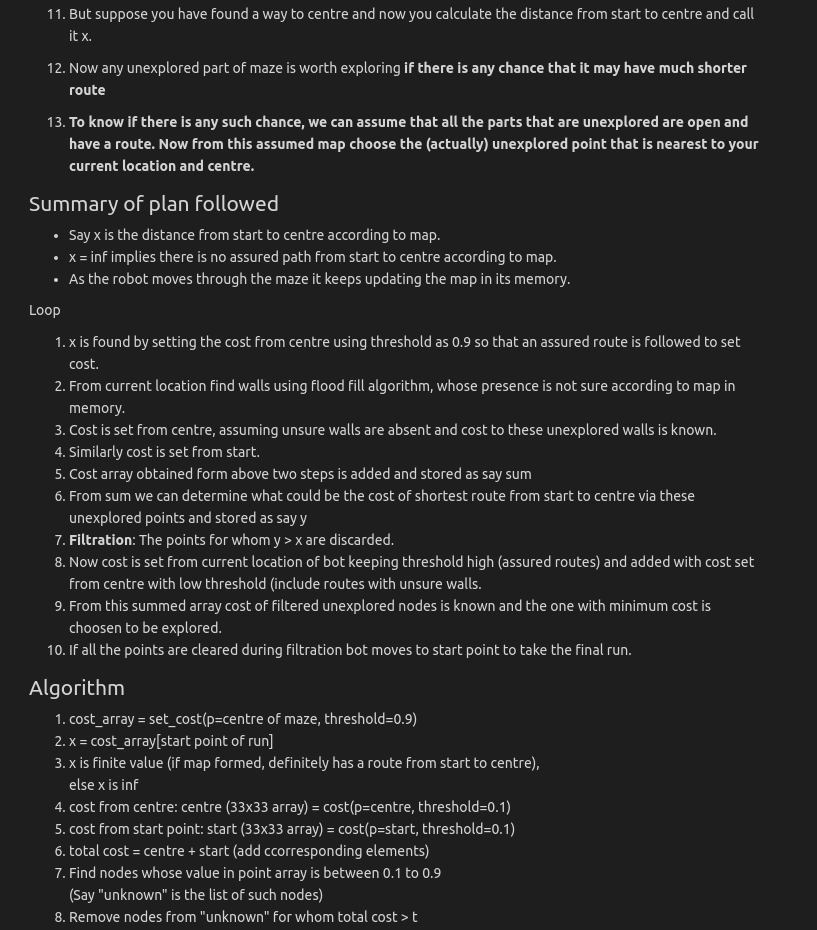 11. But suppose you have found a way to centre and now you calculate the distance from start to centre and call
it x.
12. Now any unexplored part of maze is worth exploring if there is any chance that it may have much shorter
route
13. To know if there is any such chance, we can assume that all the parts that are unexplored are open and
have a route. Now from this assumed map choose the (actually) unexplored point that is nearest to your
current location and centre.
Summary of plan followed
• Say x is the distance from start to centre according to map.
• x = inf implies there is no assured path from start to centre according to map.
• As the robot moves through the maze it keeps updating the map in its memory.
Loop
1. x is found by setting the cost from centre using threshold as 0.9 so that an assured route is followed to set
cost.
2. From current location find walls using flood fill algorithm, whose presence is not sure according to map in
memory.
3. Cost is set from centre, assuming unsure walls are absent and cost to these unexplored walls is known.
4. Similarly cost is set from start.
5. Cost array obtained form above two steps is added and stored as say sum
6. From sum we can determine what could be the cost of shortest route from start to centre via these
unexplored points and stored as say y
7. Filtration: The points for whom y > x are discarded.
8. Now cost is set from current location of bot keeping threshold high (assured routes) and added with cost set
from centre with low threshold (include routes with unsure walls.
9. From this summed array cost of filtered unexplored nodes is known and the one with minimum cost is
choosen to be explored.
10. If all the points are cleared during filtration bot moves to start point to take the final run.
Algorithm
1. cost_array = set_cost(p=centre of maze, threshold=0.9)
2. x = cost_array[start point of run]
3. x is finite value (if map formed, definitely has a route from start to centre),
else x is inf
4. cost from centre: centre (33x33 array) = cost(p=centre, threshold=0.1)
5. cost from start point: start (33x33 array) = cost(p=start, threshold=0.1)
6. total cost = centre + start (add ccorresponding elements)
7. Find nodes whose value in point array is between 0.1 to 0.9
(Say "unknown" is the list of such nodes)
8. Remove nodes from "unknown" for whom total cost > t